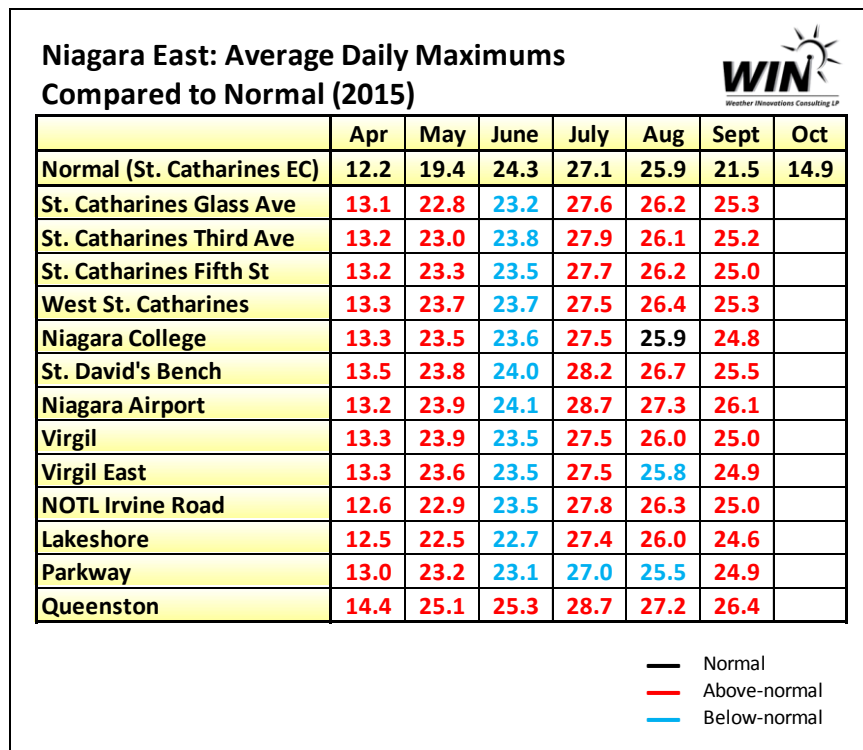 Niagara East: Average Daily Maximums
Compared to Normal (2015)
WIN
Weather INnovations Consulting LP
Apr May June July Aug Sept Oct
Normal (St. Catharines EC) 12.2 19.4 24.3 27.1 25.9 21.5 14.9
St. Catharines Glass Ave 13.1 22.8 23.2 27.6 26.2 25.3
St. Catharines Third Ave 13.2 23.0 23.8 27.9 26.1 25.2
St. Catharines Fifth St 13.2 23.3 23.5 27.7 26.2 25.0
West St. Catharines 13.3 23.7 23.7 27.5 26.4 25.3
Niagara College 13.3 23.5 23.6 27.5 25.9 24.8
St. David's Bench 13.5 23.8 24.0 28.2 26.7 25.5
Niagara Airport 13.2 23.9 24.1 28.7 27.3 26.1
Virgil 13.3 23.9 23.5 27.5 26.0 25.0
Virgil East 13.3 23.6 23.5 27.5 25.8 24.9
NOTL Irvine Road 12.6 22.9 23.5 27.8 26.3 25.0
Lakeshore 12.5 22.5 22.7 27.4 26.0 24.6
Parkway 13.0 23.2 23.1 27.0 25.5 24.9
Queenston 14.4 25.1 25.3 28.7 27.2 26.4
Normal
Above-normal
Below-normal